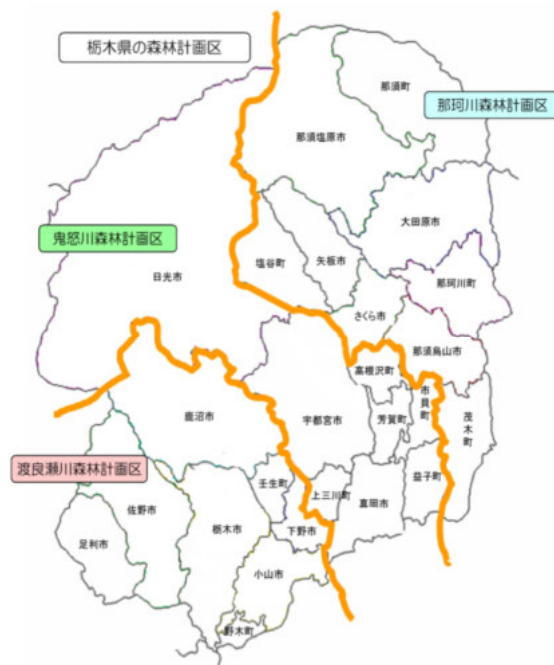 栃木県の森林計画区
那須町
那珂川森林計画区
那須塩原市
大田原市
鬼怒川森林計画区
塩谷町
矢板市
日光市
那珂川町
さくら市
那須烏山市
高根沢町
市貝町
鹿沼市
宇都宮市
芳賀町
茂木町
渡良瀬川森林計画区
壬生町
上三川町
真岡市
益子町
佐野市
栃木市
下野市
足利市
小山市
野木町